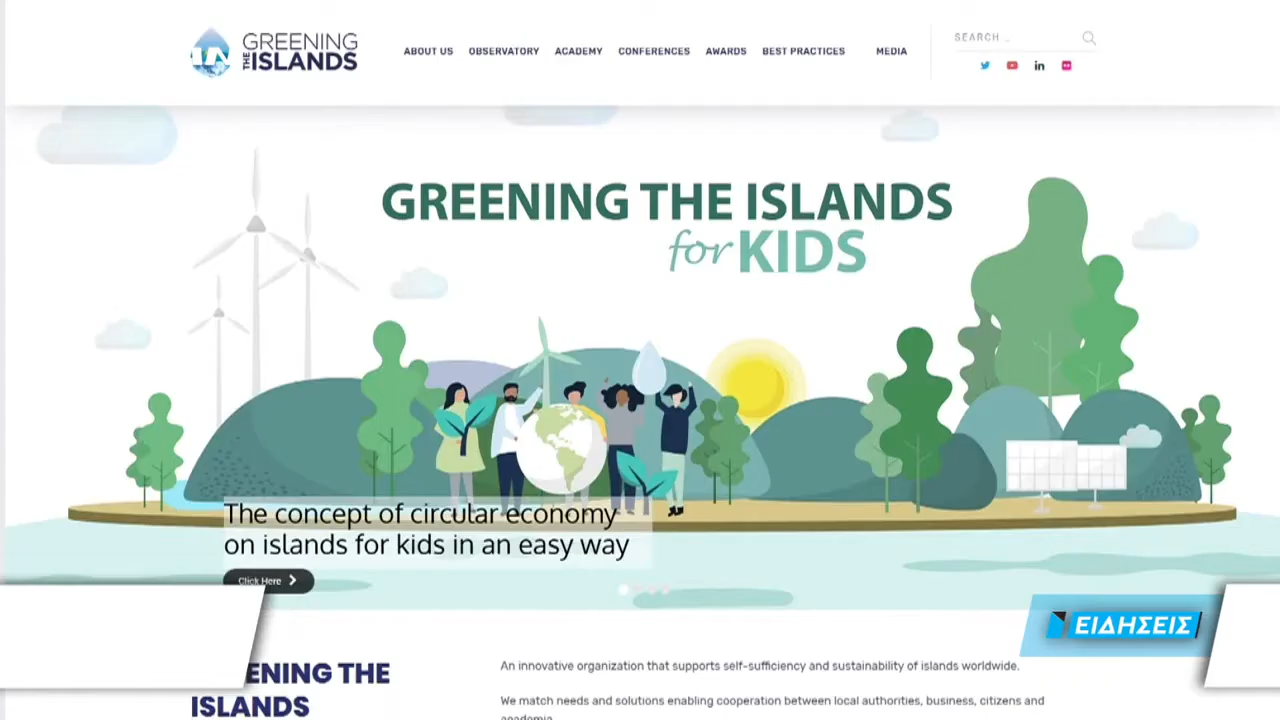 GREENING
THE ISLANDS
ABOUT US OBSERVATORY ACADEMY CONFERENCES AWARDS BEST PRACTICES MEDIA
SEARCH ...
GREENING THE ISLANDS
for KIDS
The concept of circular economy
on islands for kids in an easy way
Click Here
ΕΙΔΗΣΕΙΣ
ENING THE
ISLANDS
An innovative organization that supports self-sufficiency and sustainability of islands worldwide.
We match needs and solutions enabling cooperation between local authorities, business, citizens and
academia